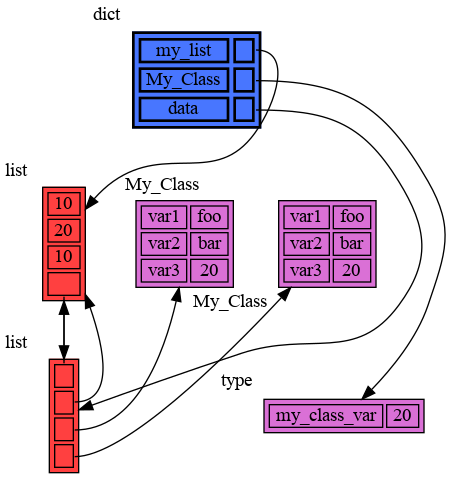 dict
my_list
My_Class
data
list
10
20
10
My_Class
var1 foo
var2 bar
var3 20
var1 foo
var2 bar
var3 20
My_Class
list
type
my_class_var 20